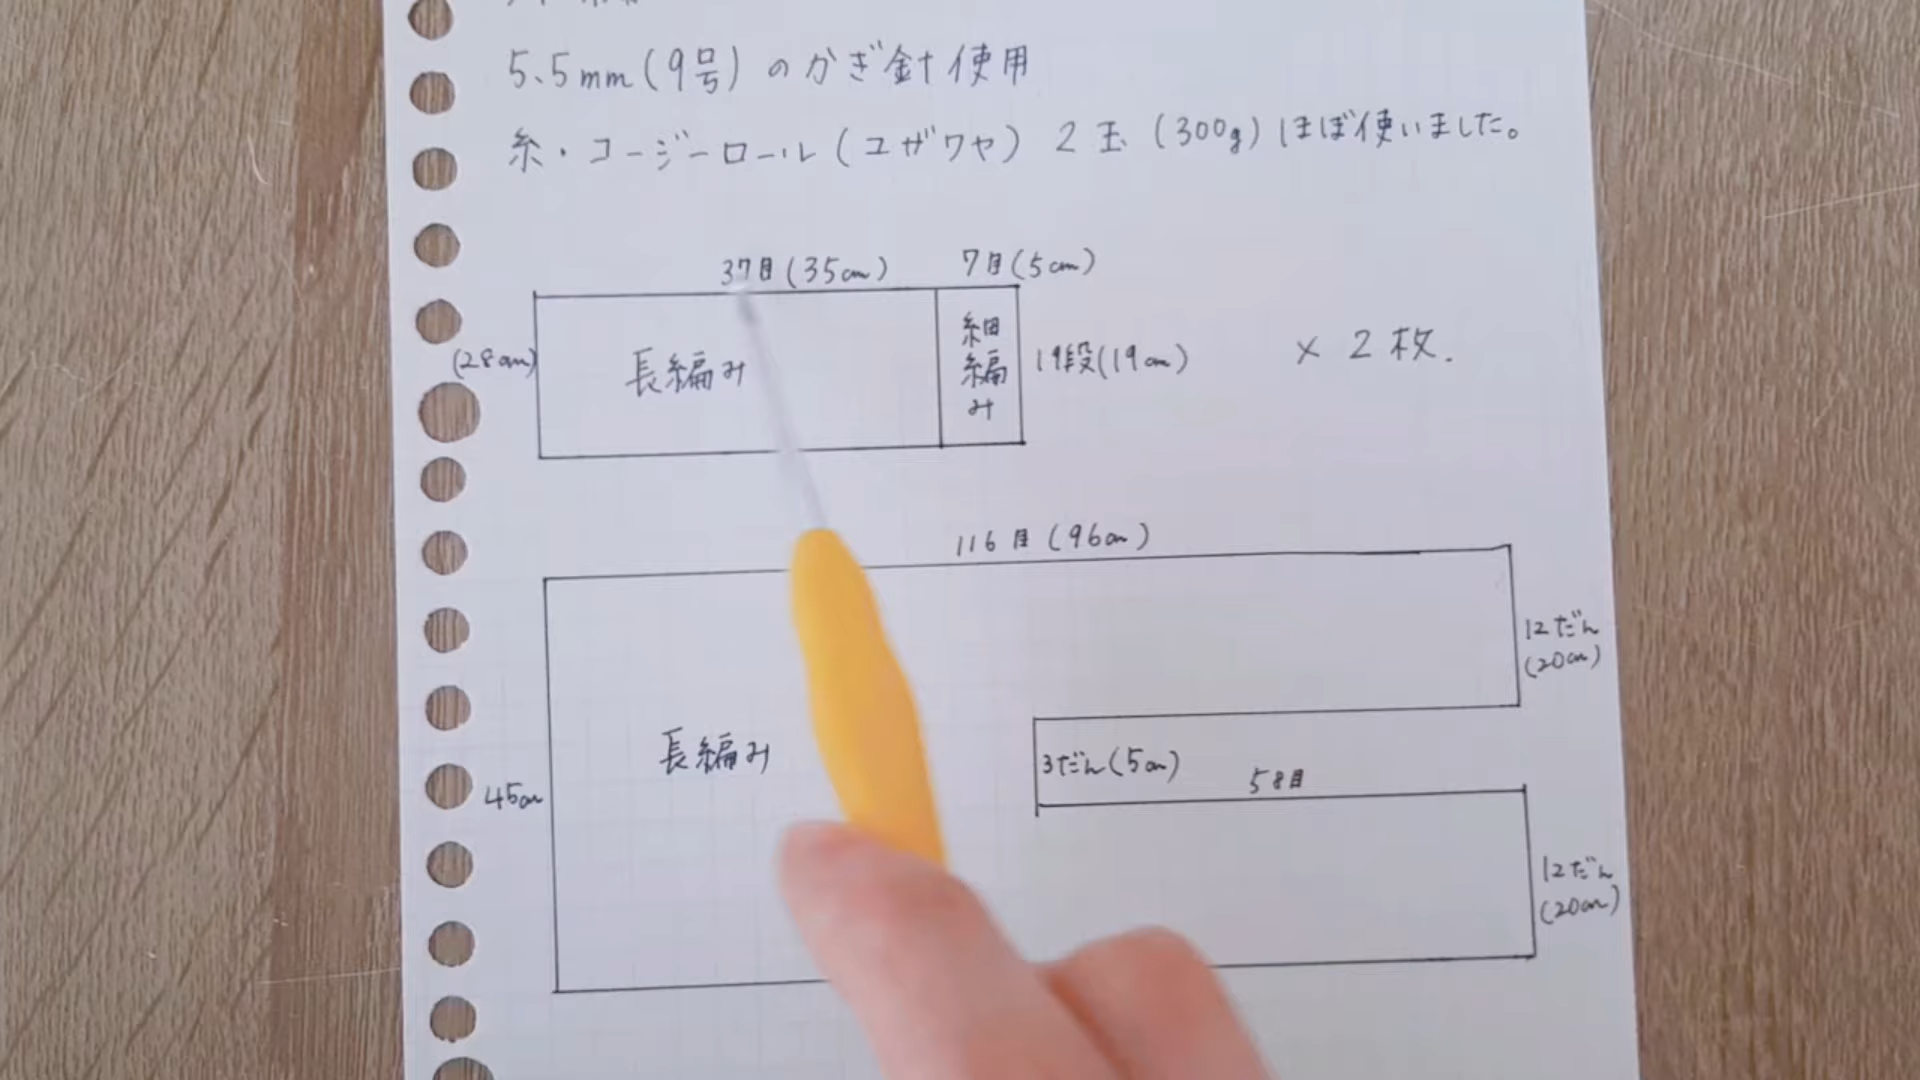 5.5mm(9号)のかぎ針使用
糸・コージーロール(ユザワヤ) 2玉(300g)ほぼ使いました。
37目(35cm) 7目(5cm)
(28cm)
長編み
細編み
19段(19cm)
×2枚.
116目(96cm)
12だん
(20cm)
長編み
3だん(5cm)
58目
45cm
12だん
(20cm)